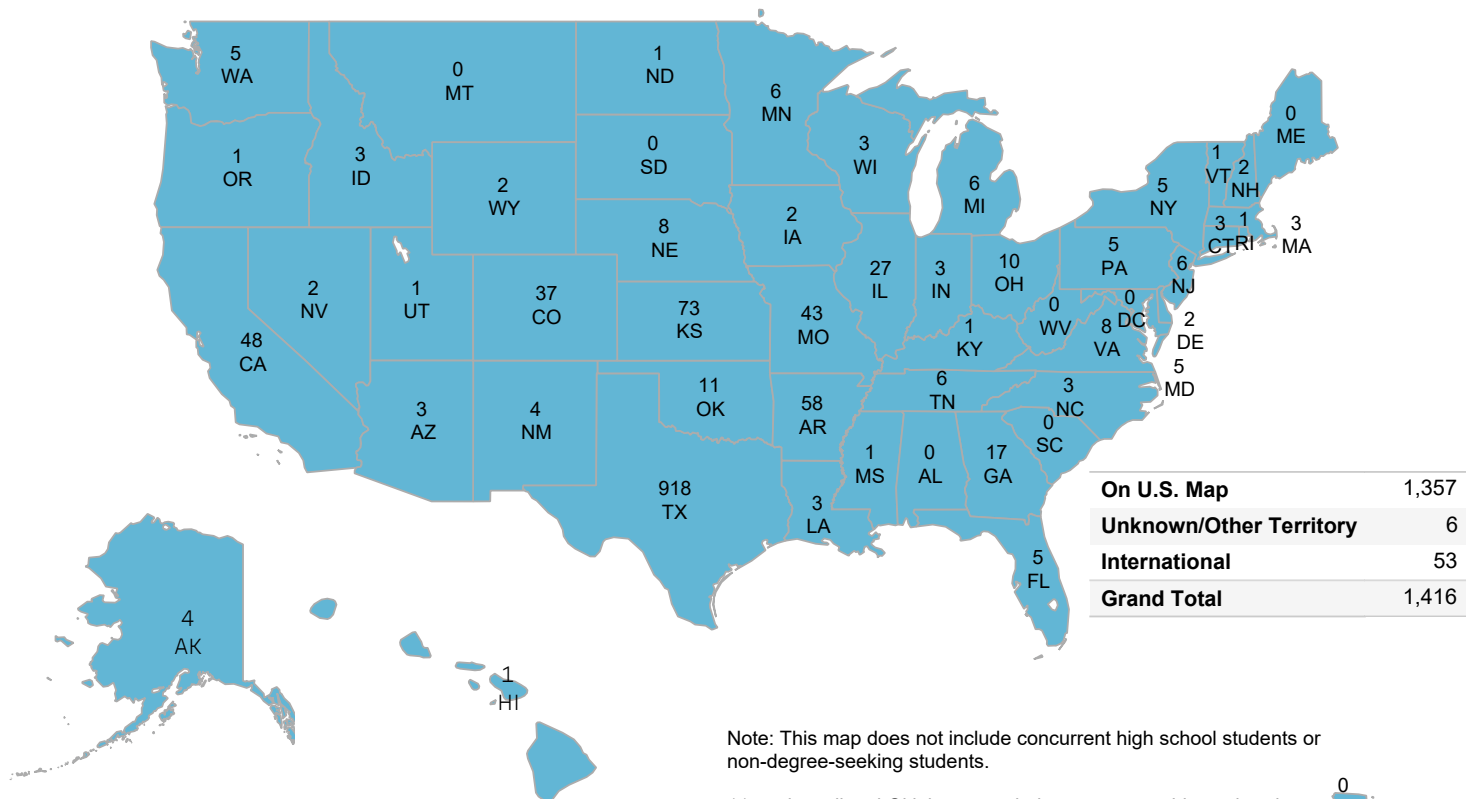 5
WA
0
MT
1
ND
6
MN
0
ME
1
OR
3
ID
2
WY
0
SD
3
WI
6
MI
5
NY
1
VT
2
NH
3
CT
1
RI
3
MA
8
NE
2
IA
5
PA
6
NJ
2
NV
1
UT
37
CO
73
KS
43
MO
27
IL
3
IN
10
OH
0
WV
0
DC
8
VA
2
DE
5
MD
48
CA
1
KY
6
TN
3
NC
3
AZ
4
NM
11
OK
58
AR
0
SC
1
MS
0
AL
17
GA
918
TX
3
LA
5
FL
On U.S. Map 1,357
Unknown/Other Territory 6
International 53
Grand Total 1,416
4
AK
1
HI
Note: This map does not include concurrent high school students or
non-degree-seeking students.
0